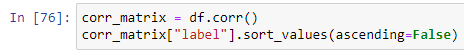 In [76]: corr_matrix = df.corr()
corr_matrix["label"].sort_values(ascending=False)